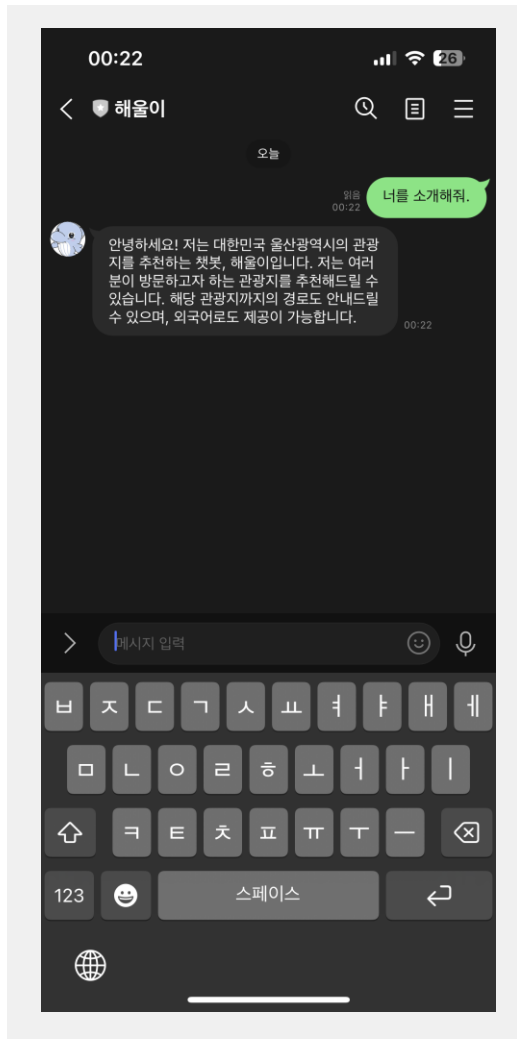 00:22
26
해울이
오늘
읽음
00:22
너를 소개해줘.
안녕하세요! 저는 대한민국 울산광역시의 관광
지를 추천하는 챗봇, 해울이입니다. 저는 여러
분이 방문하고자 하는 관광지를 추천해드릴 수
있습니다. 해당 관광지까지의 경로도 안내드릴
수 있으며, 외국어로도 제공이 가능합니다.
00:22
메시지 입력
ㅂ ㅈ ㄷ ㄱ ㅅ ㅛ ㅕ ㅑ ㅐ ㅔ
ㅁ ㄴ ㅇ ㄹ ㅎ ㅗ ㅓ ㅏ ㅣ
ㅋ ㅌ ㅊ ㅍ ㅠ ㅜ ㅡ
123 스페이스